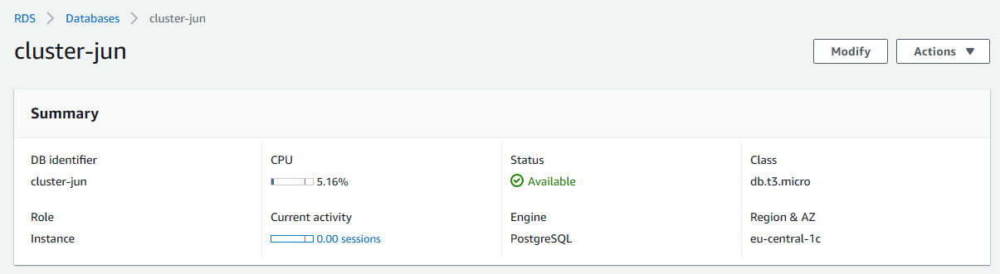 RDS > Databases > cluster-jun
cluster-jun
Modify
Actions
Summary
DB identifier
cluster-jun
CPU
5.16%
Status
Available
Class
db.t3.micro
Role
Instance
Current activity
0.00 sessions
Engine
PostgreSQL
Region & AZ
eu-central-1c